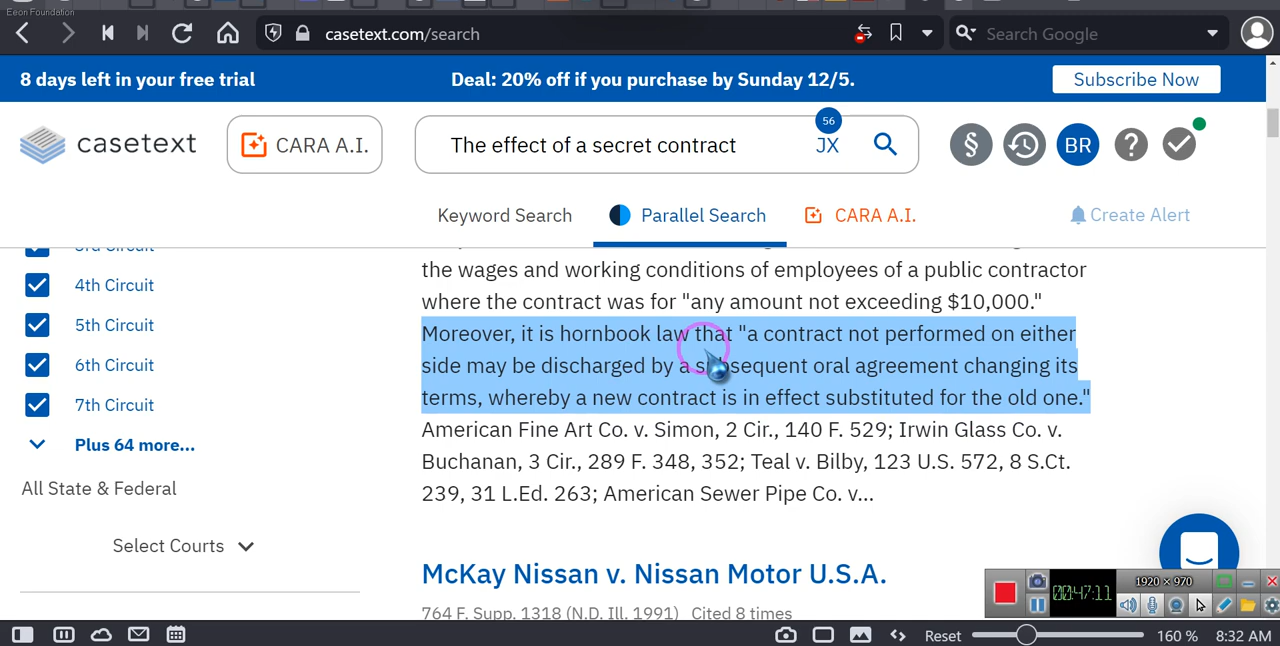 Eeon Foundation
casetext.com/search
Search Google
8 days left in your free trial
Deal: 20% off if you purchase by Sunday 12/5.
Subscribe Now
casetext
CARA A.I.
The effect of a secret contract
56
JX
§
BR
?
Keyword Search
Parallel Search
CARA A.I.
Create Alert
3rd Circuit
4th Circuit
5th Circuit
6th Circuit
7th Circuit
Plus 64 more...
All State & Federal
Select Courts
the wages and working conditions of employees of a public contractor
where the contract was for "any amount not exceeding $10,000."
Moreover, it is hornbook law that "a contract not performed on either
side may be discharged by a subsequent oral agreement changing its
terms, whereby a new contract is in effect substituted for the old one."
American Fine Art Co. v. Simon, 2 Cir., 140 F. 529; Irwin Glass Co. v.
Buchanan, 3 Cir., 289 F. 348, 352; Teal v. Bilby, 123 U.S. 572, 8 S.Ct.
239, 31 L.Ed. 263; American Sewer Pipe Co. v...
McKay Nissan v. Nissan Motor U.S.A.
764 F. Supp. 1318 (N.D. Ill. 1991) Cited 8 times
00:47:11
1920 × 970
Reset
160 %
8:32 AM